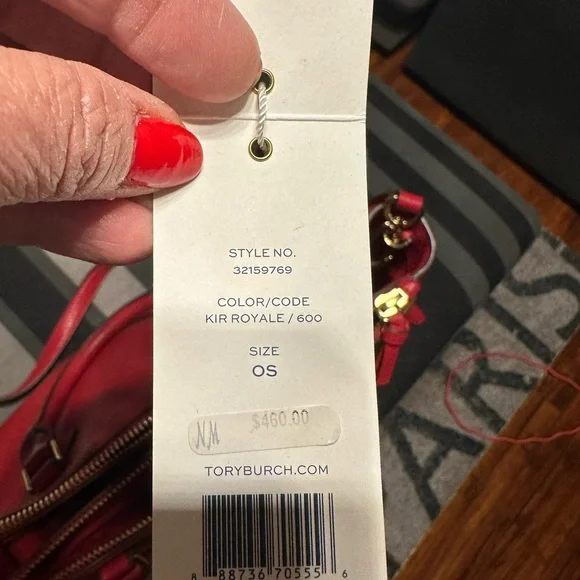 STYLE NO.
32159769
COLOR/CODE
KIR ROYALE / 600
SIZE
OS
$460.00
NM
TORYBURCH.COM
8 88736 70555 6
ARIS